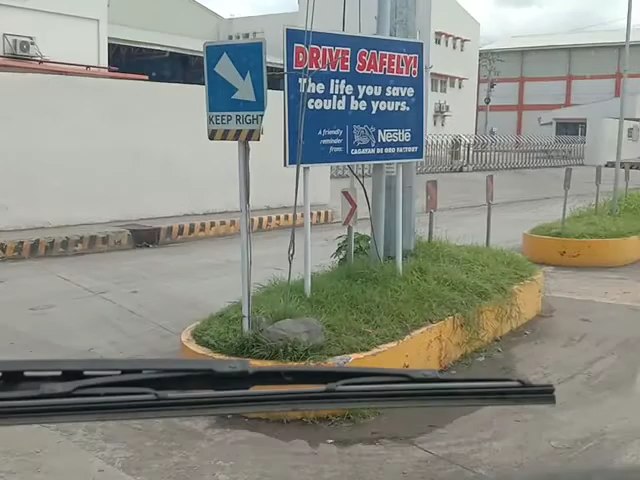 KEEP RIGHT
DRIVE SAFELY!
The life you save
could be yours.
A friendly
reminder
from:
Nestlé
CAGAYAN DE ORO FACTORY